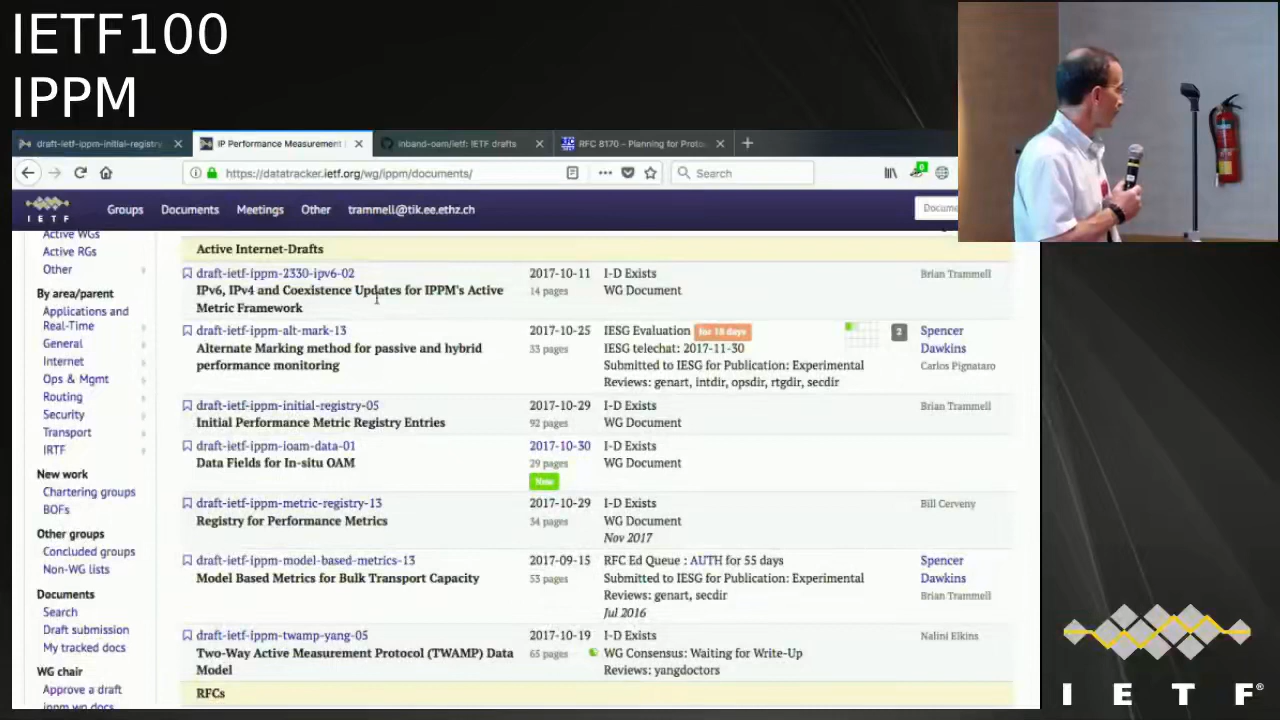 IETF100
IPPM
draft-ietf-ippm-initial-registry
IP Performance Measurement
inband-oam/ietf: IETF drafts
RFC 8170 - Planning for Proto
https://datatracker.ietf.org/wg/ippm/documents/
Search
IETF
Groups
Documents
Meetings
Other
trammell@tik.ee.ethz.ch
Docume
Active WGs
Active RGs
Other
By area/parent
Applications and
Real-Time
General
Internet
Ops & Mgmt
Routing
Security
Transport
IRTF
New work
Chartering groups
BOFs
Other groups
Concluded groups
Non-WG lists
Documents
Search
Draft submission
My tracked docs
WG chair
Approve a draft
ippm wg docs
Active Internet-Drafts
draft-ietf-ippm-2330-ipv6-02 2017-10-11 I-D Exists Brian Trammell
IPv6, IPv4 and Coexistence Updates for IPPM's Active 14 pages WG Document
Metric Framework
draft-ietf-ippm-alt-mark-13 2017-10-25 IESG Evaluation for 18 days 2 Spencer
Alternate Marking method for passive and hybrid 33 pages IESG telechat: 2017-11-30 Dawkins
performance monitoring Submitted to IESG for Publication: Experimental Carlos Pignataro
Reviews: genart, intdir, opsdir, rtgdir, secdir
draft-ietf-ippm-initial-registry-05 2017-10-29 I-D Exists Brian Trammell
Initial Performance Metric Registry Entries 92 pages WG Document
draft-ietf-ippm-ioam-data-01 2017-10-30 I-D Exists
Data Fields for In-situ OAM 29 pages WG Document
New
draft-ietf-ippm-metric-registry-13 2017-10-29 I-D Exists Bill Cerveny
Registry for Performance Metrics 34 pages WG Document
Nov 2017
draft-ietf-ippm-model-based-metrics-13 2017-09-15 RFC Ed Queue : AUTH for 55 days Spencer
Model Based Metrics for Bulk Transport Capacity 53 pages Submitted to IESG for Publication: Experimental Dawkins
Reviews: genart, secdir Brian Trammell
Jul 2016
draft-ietf-ippm-twamp-yang-05 2017-10-19 I-D Exists Nalini Elkins
Two-Way Active Measurement Protocol (TWAMP) Data 65 pages WG Consensus: Waiting for Write-Up
Model Reviews: yangdoctors
RFCs
IETF®